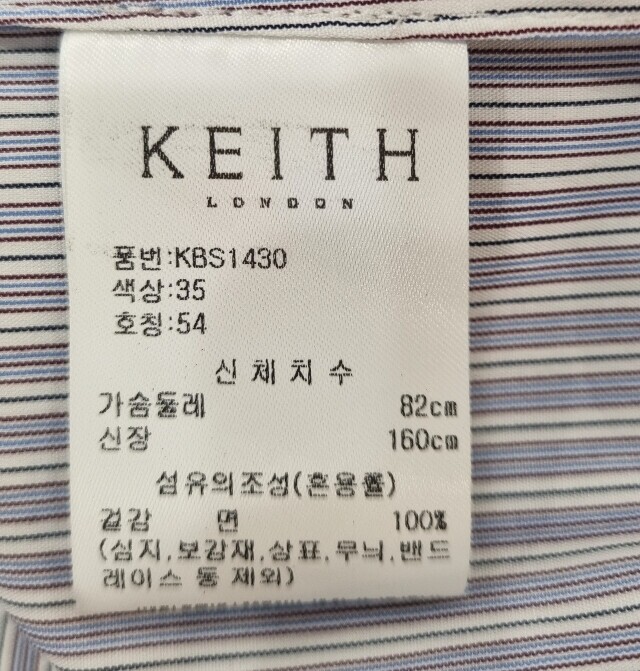 KEITH
LONDON
품번:KBS1430
색상:35
호칭:54
신체치수
가슴둘레 82cm
신장 160cm
섬유의조성(혼용률)
겉감 면 100%
(심지,보강재,상표,무늬,밴드
레이스 등 제외)